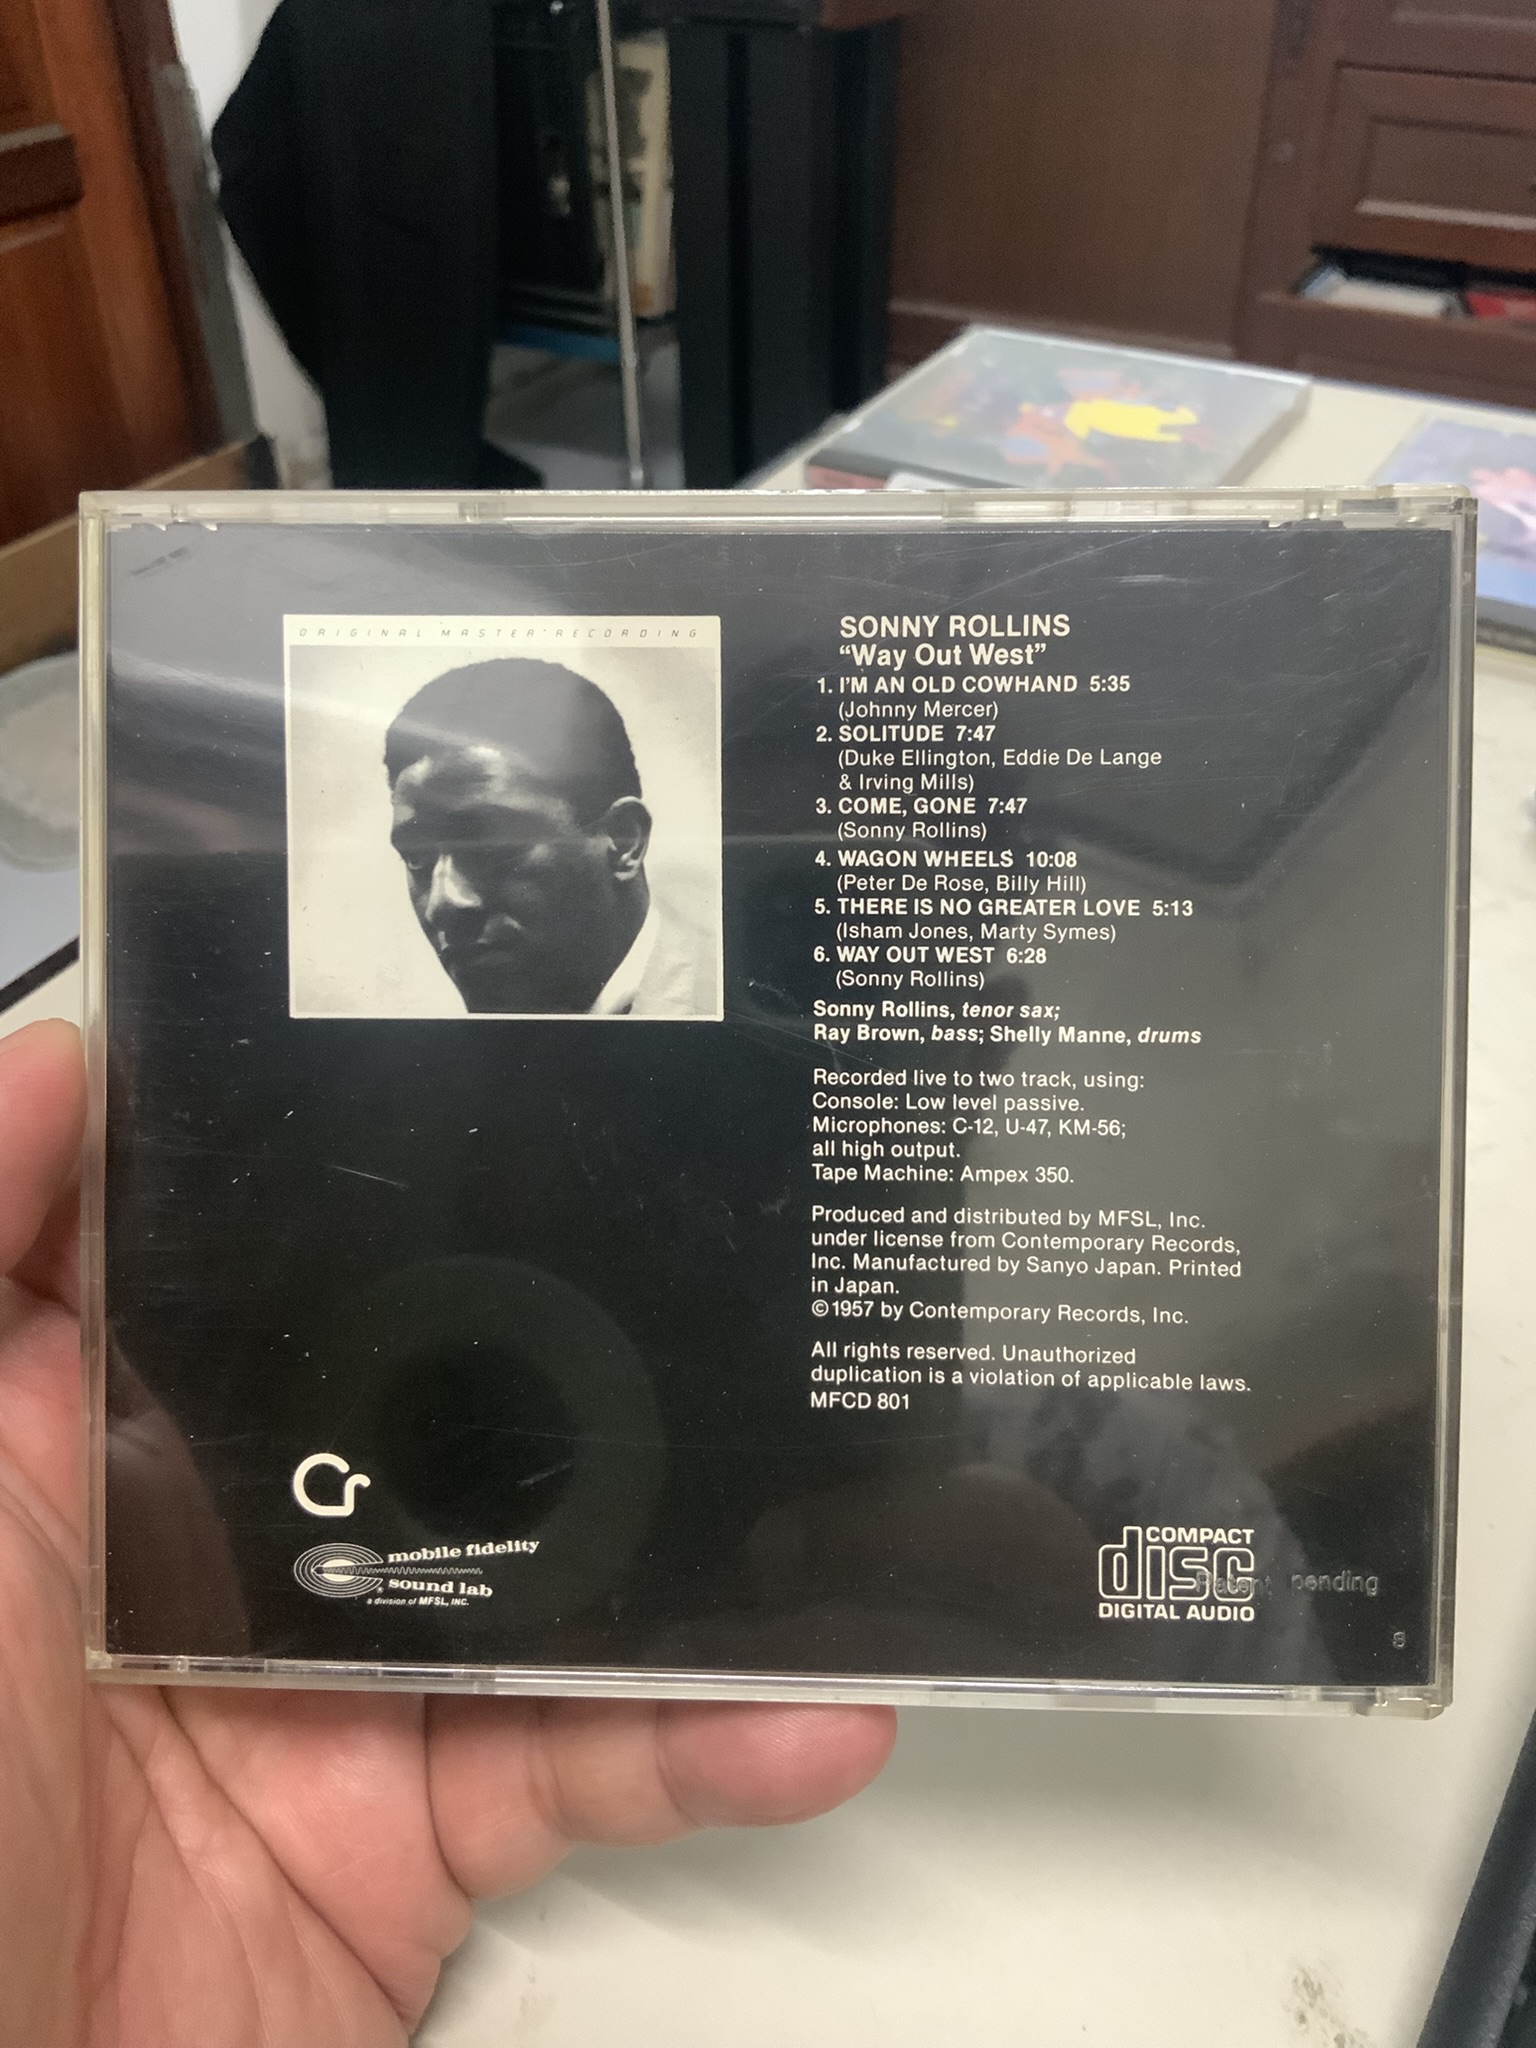 ORIGINAL MASTER RECORDING
SONNY ROLLINS
“Way Out West”
1. I’M AN OLD COWHAND 5:35
(Johnny Mercer)
2. SOLITUDE 7:47
(Duke Ellington, Eddie De Lange
& Irving Mills)
3. COME, GONE 7:47
(Sonny Rollins)
4. WAGON WHEELS 10:08
(Peter De Rose, Billy Hill)
5. THERE IS NO GREATER LOVE 5:13
(Isham Jones, Marty Symes)
6. WAY OUT WEST 6:28
(Sonny Rollins)
Sonny Rollins, tenor sax;
Ray Brown, bass; Shelly Manne, drums
Recorded live to two track, using:
Console: Low level passive.
Microphones: C-12, U-47, KM-56;
all high output.
Tape Machine: Ampex 350.
Produced and distributed by MFSL, Inc.
under license from Contemporary Records,
Inc. Manufactured by Sanyo Japan. Printed
in Japan.
©1957 by Contemporary Records, Inc.
All rights reserved. Unauthorized
duplication is a violation of applicable laws.
MFCD 801
Cr
mobile fidelity
sound lab
a division of MFSL, INC.
COMPACT
disc
DIGITAL AUDIO
Patent pending
8